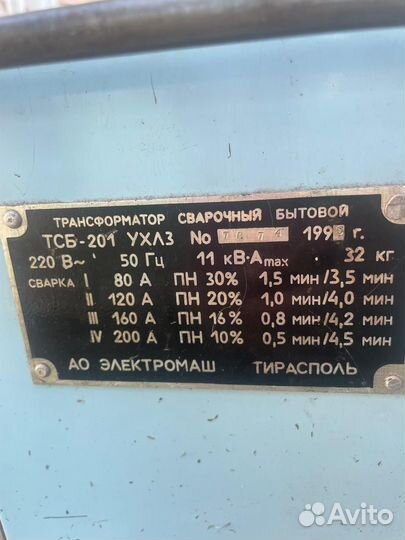 ТРАНСФОРМАТОР СВАРОЧНЫЙ БЫТОВОЙ
ТСБ-201 УХЛ3 No 199 г.
220 В~ 50 Гц 11 кВ·Аmax 32 кг
СВАРКА I 80 А ПН 30% 1,5 мин/3,5 мин
II 120 А ПН 20% 1,0 мин/4,0 мин
III 160 А ПН 16% 0,8 мин/4,2 мин
IV 200 А ПН 10% 0,5 мин/4,5 мин
АО ЭЛЕКТРОМАШ ТИРАСПОЛЬ
Avito